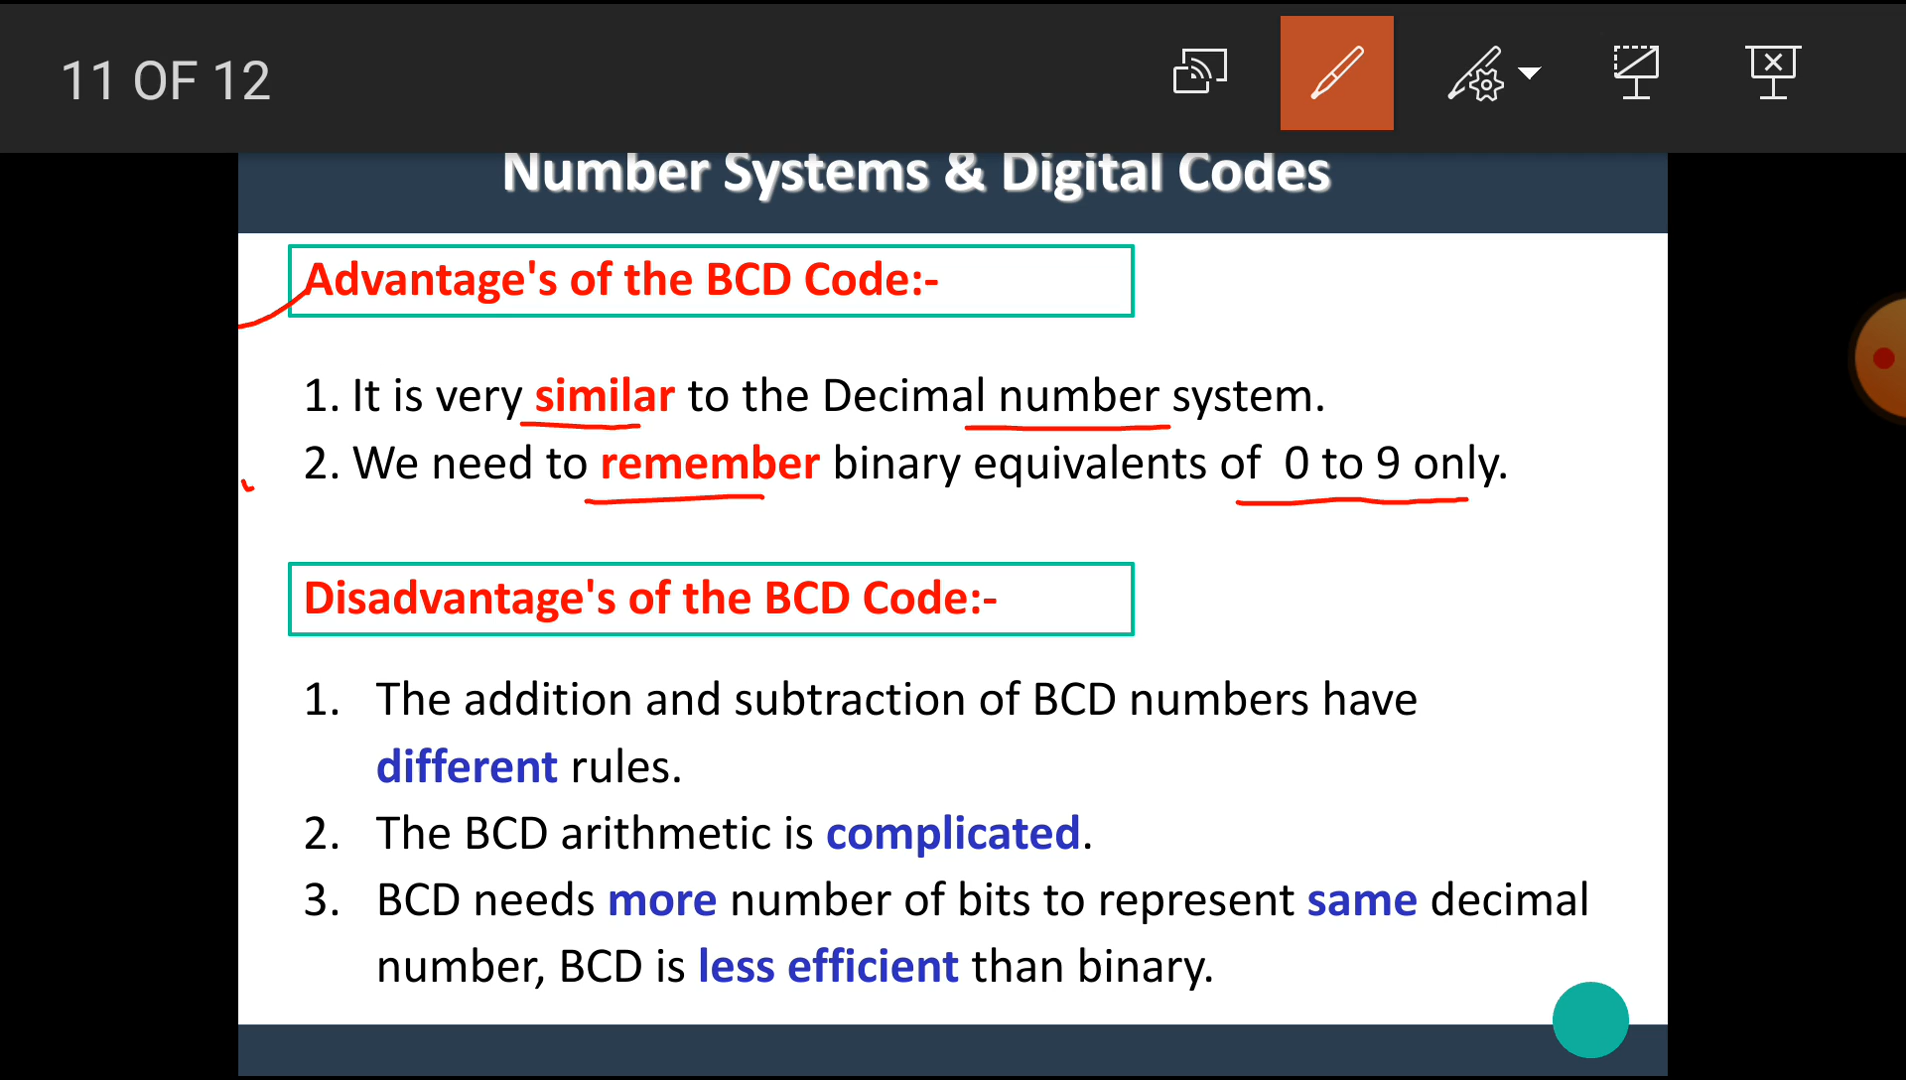 11 OF 12
Number Systems & Digital Codes
Advantage's of the BCD Code:-
1. It is very similar to the Decimal number system.
2. We need to remember binary equivalents of 0 to 9 only.
Disadvantage's of the BCD Code:-
1. The addition and subtraction of BCD numbers have
different rules.
2. The BCD arithmetic is complicated.
3. BCD needs more number of bits to represent same decimal
number, BCD is less efficient than binary.